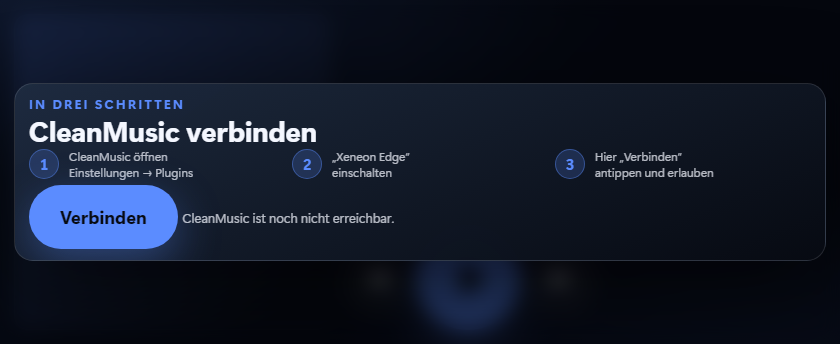 IN DREI SCHRITTEN
CleanMusic verbinden
1 CleanMusic öffnen
Einstellungen → Plugins
2 „Xeneon Edge“
einschalten
3 Hier „Verbinden“
antippen und erlauben
Verbinden
CleanMusic ist noch nicht erreichbar.